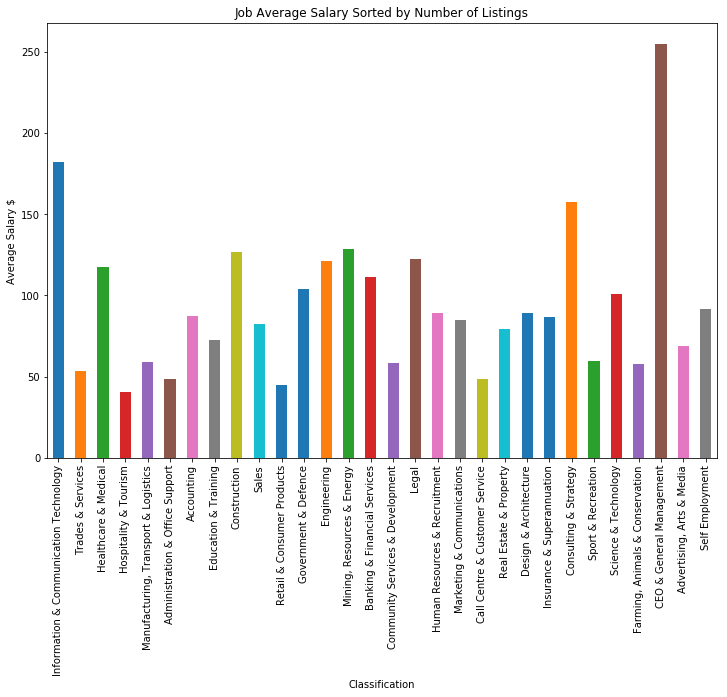 Job Average Salary Sorted by Number of Listings
Average Salary $
250
200
150
100
50
0
Information & Communication Technology
Trades & Services
Healthcare & Medical
Hospitality & Tourism
Manufacturing, Transport & Logistics
Administration & Office Support
Accounting
Education & Training
Construction
Sales
Retail & Consumer Products
Government & Defence
Engineering
Mining, Resources & Energy
Banking & Financial Services
Community Services & Development
Legal
Human Resources & Recruitment
Marketing & Communications
Call Centre & Customer Service
Real Estate & Property
Design & Architecture
Insurance & Superannuation
Consulting & Strategy
Sport & Recreation
Science & Technology
Farming, Animals & Conservation
CEO & General Management
Advertising, Arts & Media
Self Employment
Classification